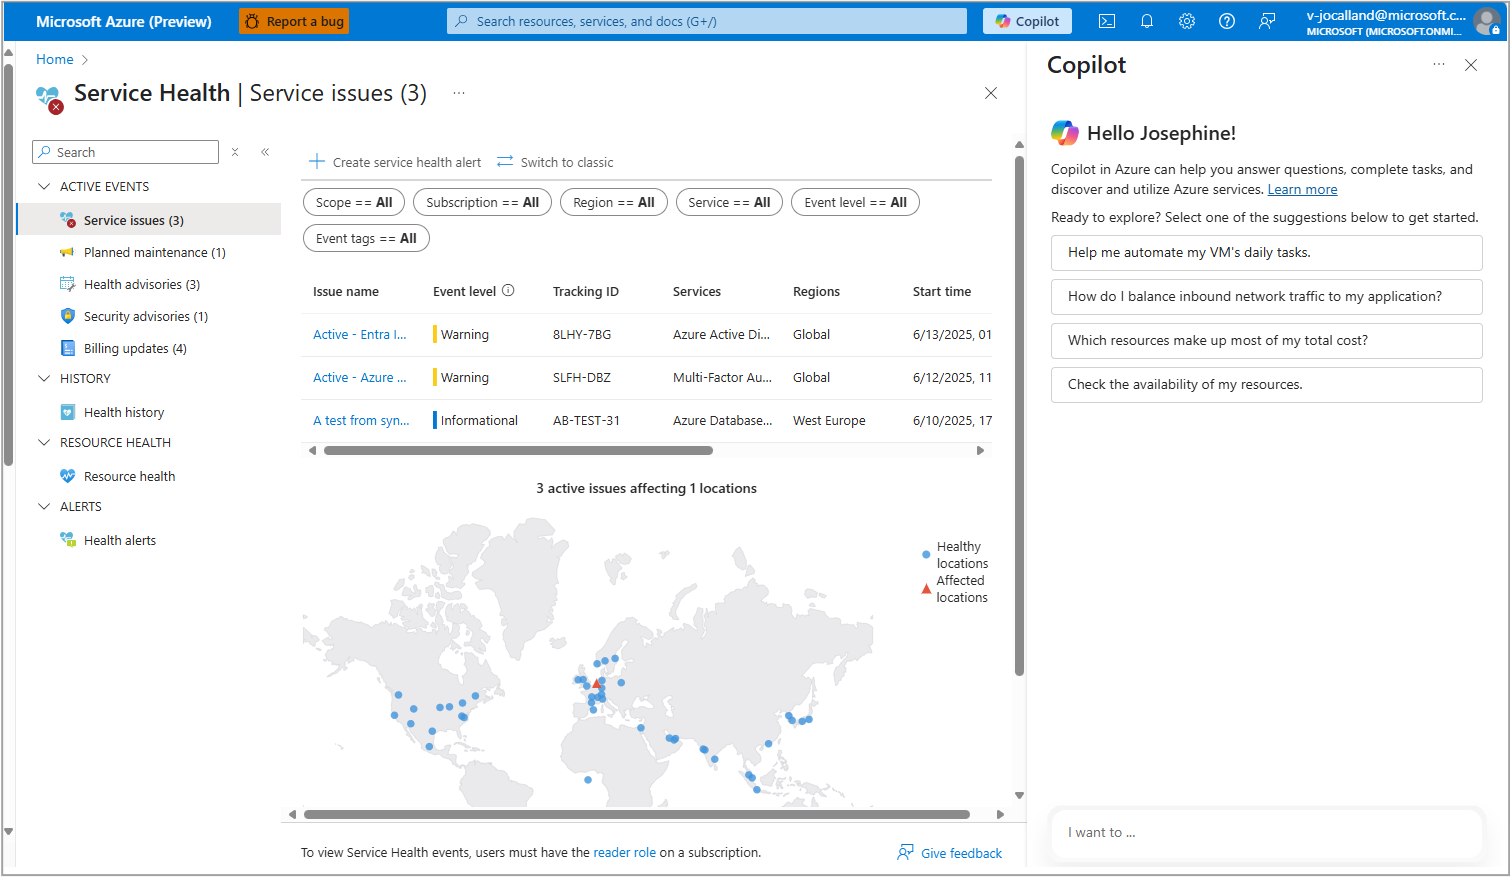 Microsoft Azure (Preview)
Report a bug
Search resources, services, and docs (G+/)
Copilot
v-jocalland@microsoft.c...
MICROSOFT (MICROSOFT.ONMI...
Home
Service Health | Service issues (3)
Search
ACTIVE EVENTS
Service issues (3)
Planned maintenance (1)
Health advisories (3)
Security advisories (1)
Billing updates (4)
HISTORY
Health history
RESOURCE HEALTH
Resource health
ALERTS
Health alerts
Create service health alert
Switch to classic
Scope == All
Subscription == All
Region == All
Service == All
Event level == All
Event tags == All
Issue name Event level Tracking ID Services Regions Start time
Active - Entra I... Warning 8LHY-7BG Azure Active Di... Global 6/13/2025, 01
Active - Azure ... Warning SLFH-DBZ Multi-Factor Au... Global 6/12/2025, 11
A test from syn... Informational AB-TEST-31 Azure Database... West Europe 6/10/2025, 17
3 active issues affecting 1 locations
Healthy
locations
Affected
locations
To view Service Health events, users must have the reader role on a subscription.
Give feedback
Copilot
Hello Josephine!
Copilot in Azure can help you answer questions, complete tasks, and
discover and utilize Azure services. Learn more
Ready to explore? Select one of the suggestions below to get started.
Help me automate my VM's daily tasks.
How do I balance inbound network traffic to my application?
Which resources make up most of my total cost?
Check the availability of my resources.
I want to ...